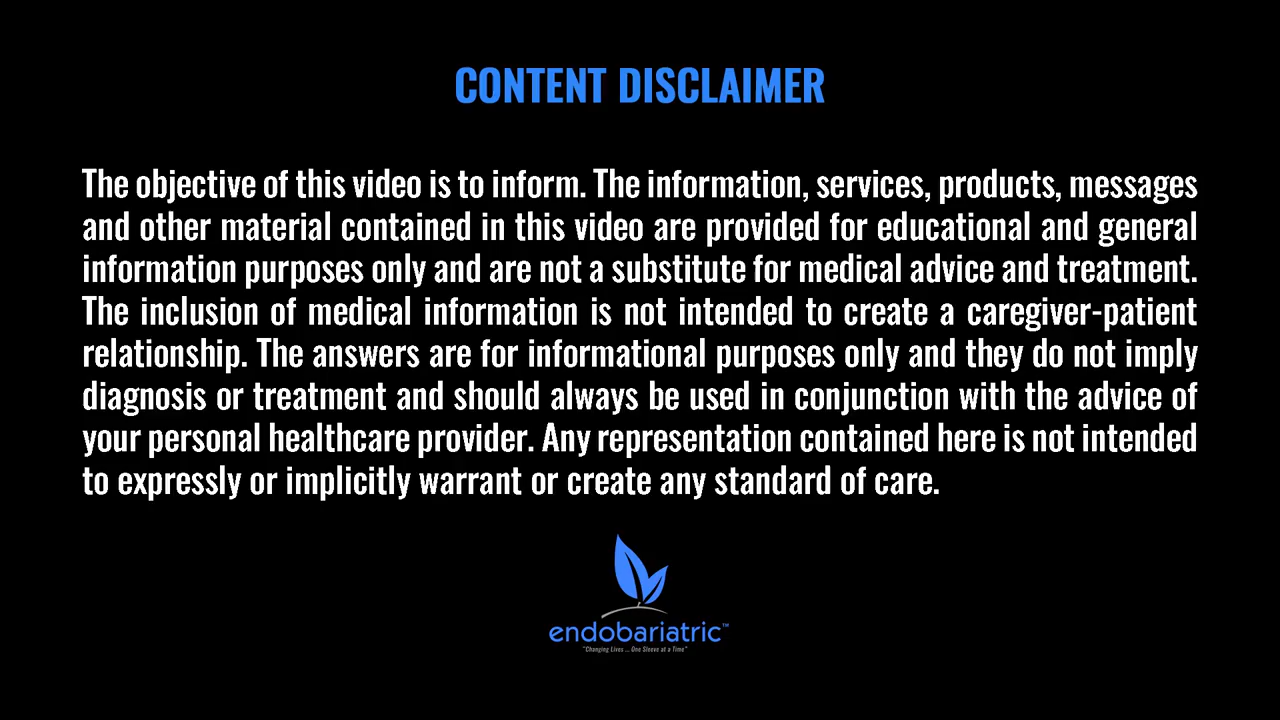 CONTENT DISCLAIMER
The objective of this video is to inform. The information, services, products, messages
and other material contained in this video are provided for educational and general
information purposes only and are not a substitute for medical advice and treatment.
The inclusion of medical information is not intended to create a caregiver-patient
relationship. The answers are for informational purposes only and they do not imply
diagnosis or treatment and should always be used in conjunction with the advice of
your personal healthcare provider. Any representation contained here is not intended
to expressly or implicitly warrant or create any standard of care.
endobariatric™
"Changing Lives ... One Sleeve at a Time"